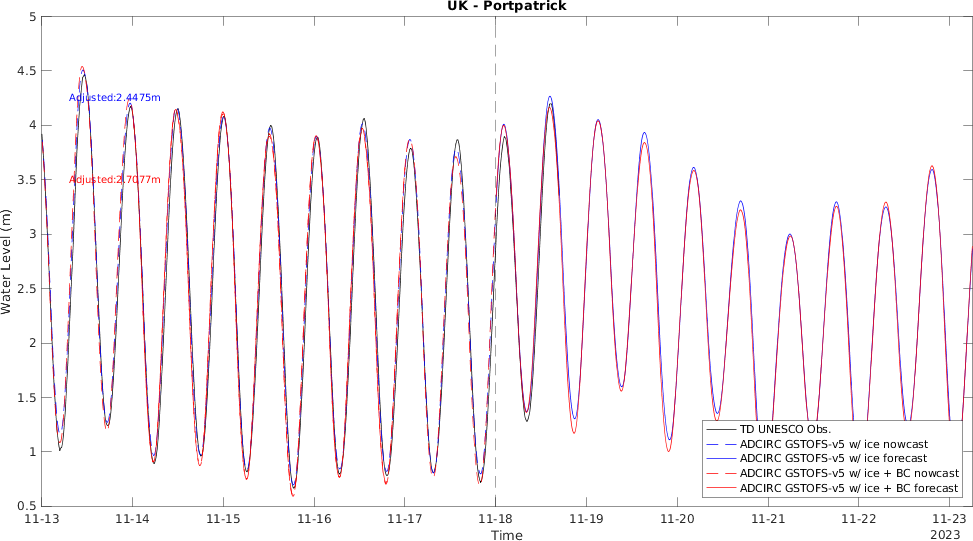 UK - Portpatrick
5
4.5
4
3.5
3
2.5
2
1.5
1
0.5
Water Level (m)
Adjusted:2.4475m
Adjusted:2.7077m
TD UNESCO Obs.
ADCIRC GSTOFS-v5 w/ ice nowcast
ADCIRC GSTOFS-v5 w/ ice forecast
ADCIRC GSTOFS-v5 w/ ice + BC nowcast
ADCIRC GSTOFS-v5 w/ ice + BC forecast
11-13 11-14 11-15 11-16 11-17 11-18 11-19 11-20 11-21 11-22 11-23
Time
2023